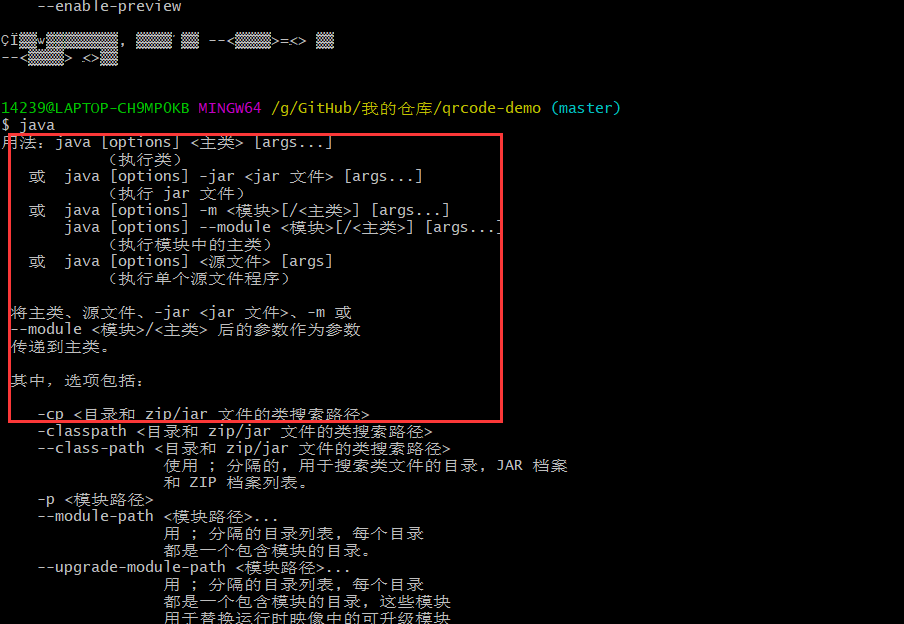 --enable-preview
--< >=<> 
--< > <>
14239@LAPTOP-CH9MPOKB MINGW64 /g/GitHub/我的仓库/qrcode-demo (master)
$ java
用法：java [options] <主类> [args...]
（执行类）
或 java [options] -jar <jar 文件> [args...]
（执行 jar 文件）
或 java [options] -m <模块>[/<主类>] [args...]
java [options] --module <模块>[/<主类>] [args...]
（执行模块中的主类）
或 java [options] <源文件> [args]
（执行单个源文件程序）
将主类、源文件、-jar <jar 文件>、-m 或
--module <模块>/<主类> 后的参数作为参数
传递到主类。
其中，选项包括：
-cp <目录和 zip/jar 文件的类搜索路径>
-classpath <目录和 zip/jar 文件的类搜索路径>
--class-path <目录和 zip/jar 文件的类搜索路径>
使用 ; 分隔的, 用于搜索类文件的目录, JAR 档案
和 ZIP 档案列表。
-p <模块路径>
--module-path <模块路径>...
用 ; 分隔的目录列表, 每个目录
都是一个包含模块的目录。
--upgrade-module-path <模块路径>...
用 ; 分隔的目录列表, 每个目录
都是一个包含模块的目录, 这些模块
用于替换运行时映像中的可升级模块